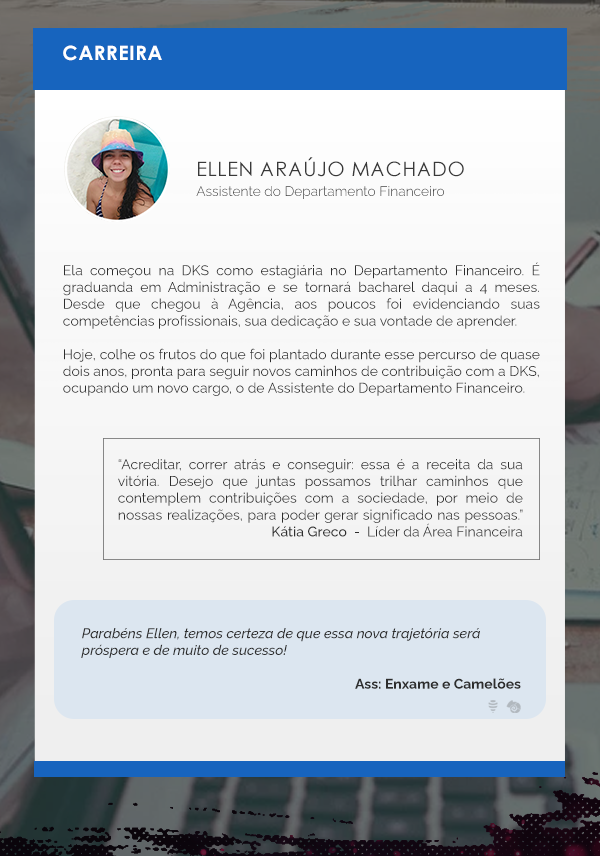 CARREIRA
ELLEN ARAÚJO MACHADO
Assistente do Departamento Financeiro
Ela começou na DKS como estagiária no Departamento Financeiro. É
graduanda em Administração e se tornará bacharel daqui a 4 meses.
Desde que chegou à Agência, aos poucos foi evidenciando suas
competências profissionais, sua dedicação e sua vontade de aprender.
Hoje, colhe os frutos do que foi plantado durante esse percurso de quase
dois anos, pronta para seguir novos caminhos de contribuição com a DKS,
ocupando um novo cargo, o de Assistente do Departamento Financeiro.
“Acreditar, correr atrás e conseguir: essa é a receita da sua
vitória. Desejo que juntas possamos trilhar caminhos que
contemplem contribuições com a sociedade, por meio de
nossas realizações, para poder gerar significado nas pessoas.”
Kátia Greco - Líder da Área Financeira
Parabéns Ellen, temos certeza de que essa nova trajetória será
próspera e de muito de sucesso!
Ass: Enxame e Camelões